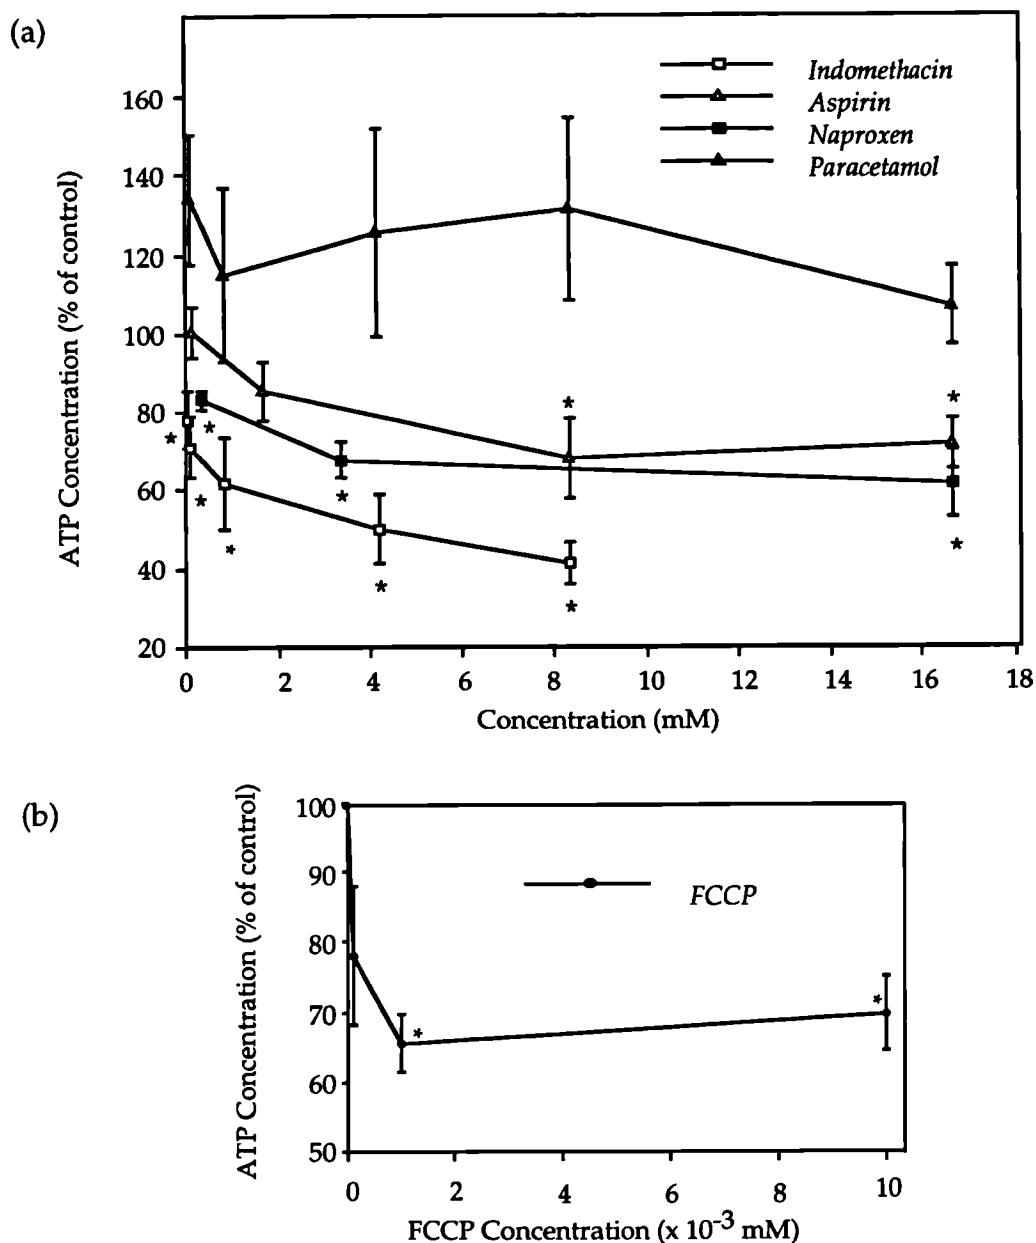 (a)
ATP Concentration (% of control)
160
140
120
100
80
60
40
20
0 2 4 6 8 10 12 14 16 18
Concentration (mM)
Indomethacin
Aspirin
Naproxen
Paracetamol
* * * * * * * * * *
(b)
ATP Concentration (% of control)
100
90
80
70
60
50
0 2 4 6 8 10
FCCP Concentration (x 10⁻³ mM)
FCCP
* *